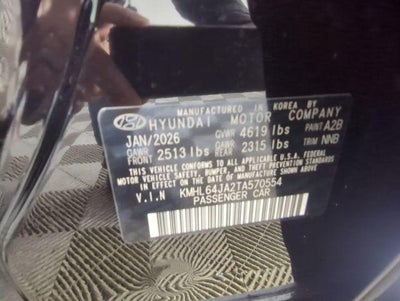 MANUFACTURED IN KOREA BY
HYUNDAI MOTOR COMPANY
JAN/2026 GVWR 4619 lbs PAINT A2B
GAWR FRONT 2513 lbs GAWR REAR 2315 lbs TRIM NNB
THIS VEHICLE CONFORMS TO ALL APPLICABLE U.S.A. FEDERAL
MOTOR VEHICLE SAFETY, BUMPER, AND THEFT PREVENTION STANDARDS
IN EFFECT ON THE DATE OF MANUFACTURE SHOWN ABOVE.
V.I.N KMHL64JA2TA570554
PASSENGER CAR